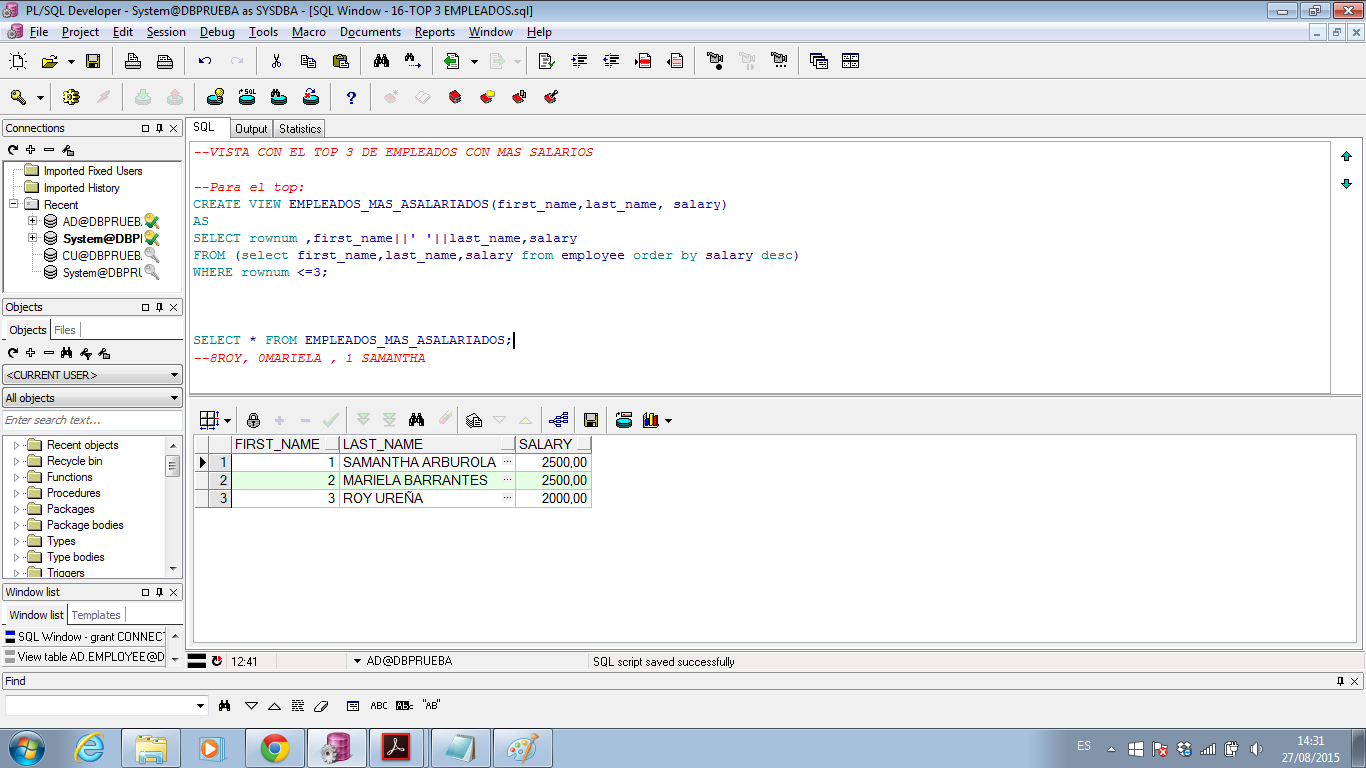 PL/SQL Developer - System@DBPRUEBA as SYSDBA - [SQL Window - 16-TOP 3 EMPLEADOS.sql]
File Project Edit Session Debug Tools Macro Documents Reports Window Help
SQL
?
Connections
Imported Fixed Users
Imported History
Recent
AD@DBPRUEB
System@DBPI
CU@DBPRUEB
System@DBPRU
Objects
Objects Files
<CURRENT USER>
All objects
Enter search text...
Recent objects
Recycle bin
Functions
Procedures
Packages
Package bodies
Types
Type bodies
Triggers
Window list
Window list Templates
SQL Window - grant CONNECT
View table AD.EMPLOYEE@D
SQL Output Statistics
--VISTA CON EL TOP 3 DE EMPLEADOS CON MAS SALARIOS
--Para el top:
CREATE VIEW EMPLEADOS_MAS_ASALARIADOS(first_name,last_name, salary)
AS
SELECT rownum ,first_name||' '||last_name,salary
FROM (select first_name,last_name,salary from employee order by salary desc)
WHERE rownum <=3;
SELECT * FROM EMPLEADOS_MAS_ASALARIADOS;
--8ROY, 0MARIELA , 1 SAMANTHA
FIRST_NAME LAST_NAME SALARY
1 1 SAMANTHA ARBUROLA ... 2500,00
2 2 MARIELA BARRANTES ... 2500,00
3 3 ROY UREÑA ... 2000,00
12:41 AD@DBPRUEBA SQL script saved successfully
Find
ABC "AB"
ES
14:31
27/08/2015